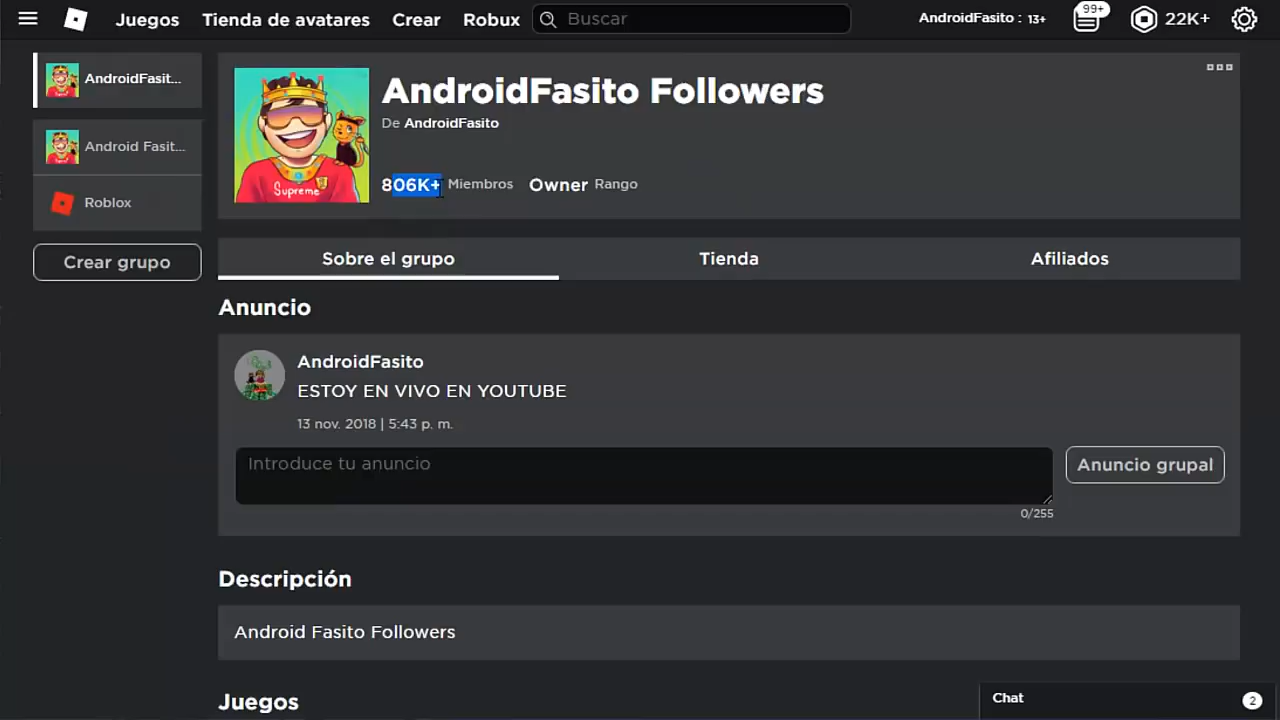 Juegos Tienda de avatares Crear Robux Buscar AndroidFasito : 13+ 99+ 22K+
AndroidFasit...
Android Fasit...
Roblox
Crear grupo
Supreme
AndroidFasito Followers
De AndroidFasito
806K+ Miembros Owner Rango
Sobre el grupo Tienda Afiliados
Anuncio
AndroidFasito
ESTOY EN VIVO EN YOUTUBE
13 nov. 2018 | 5:43 p. m.
Introduce tu anuncio
Anuncio grupal
0/255
Descripción
Android Fasito Followers
Juegos
Chat 2